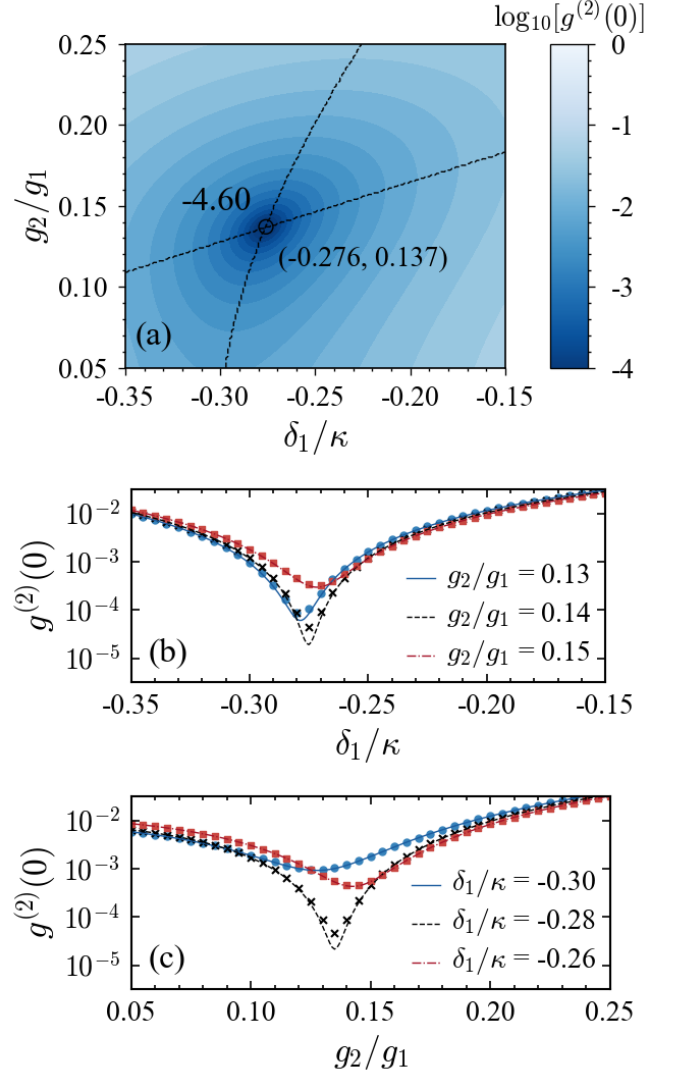 log₁₀[g⁽²⁾(0)]
0.25
0.20
0.15
0.10
0.05
g₂/g₁
-4.60
(-0.276, 0.137)
(a)
0
-1
-2
-3
-4
-0.35
-0.30
-0.25
-0.20
-0.15
δ₁/κ
10⁻²
10⁻³
10⁻⁴
10⁻⁵
g⁽²⁾(0)
g₂/g₁ = 0.13
g₂/g₁ = 0.14
g₂/g₁ = 0.15
(b)
-0.35
-0.30
-0.25
-0.20
-0.15
δ₁/κ
10⁻²
10⁻³
10⁻⁴
10⁻⁵
g⁽²⁾(0)
δ₁/κ = -0.30
δ₁/κ = -0.28
δ₁/κ = -0.26
(c)
0.05
0.10
0.15
0.20
0.25
g₂/g₁